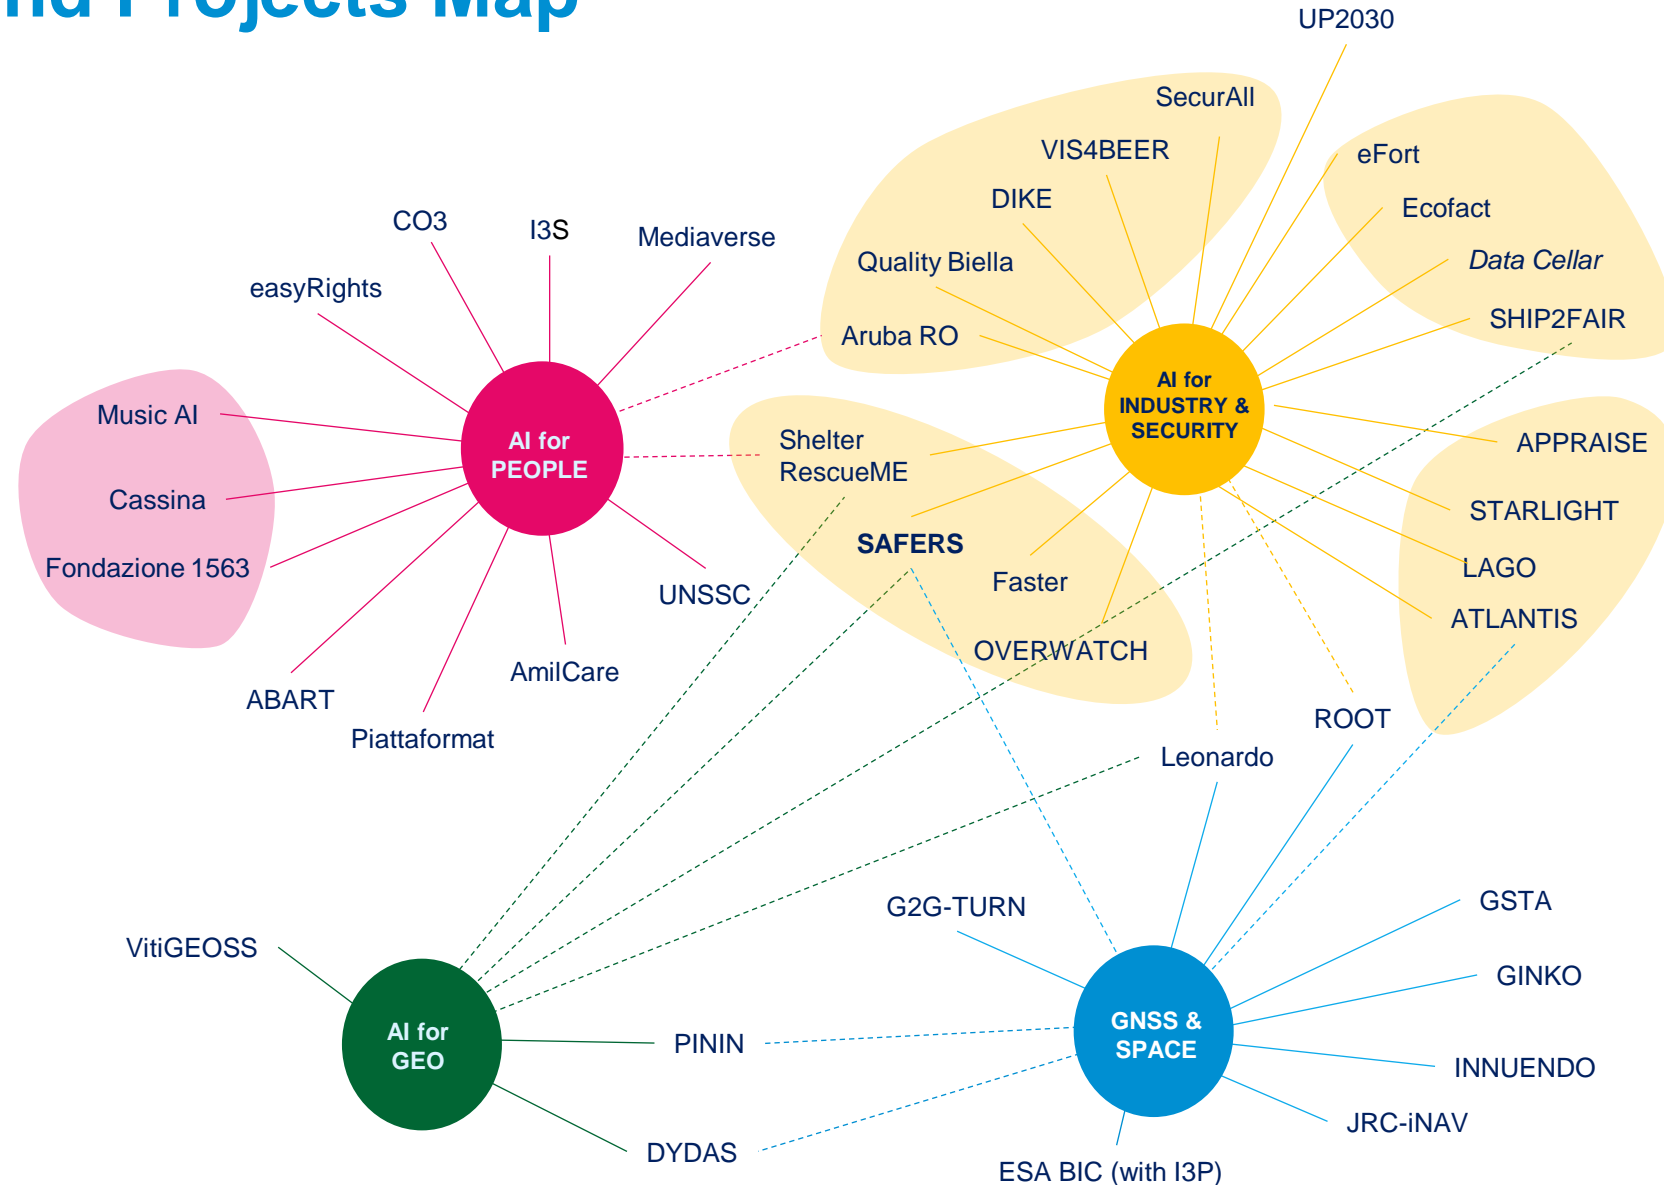 nd Projects Map
UP2030
SecurAll
VIS4BEER
eFort
DIKE
Ecofact
CO3
I3S
Mediaverse
Quality Biella
Data Cellar
easyRights
Aruba RO
SHIP2FAIR
AI for
INDUSTRY &
SECURITY
Music AI
AI for
PEOPLE
Shelter
RescueME
APPRAISE
Cassina
STARLIGHT
SAFERS
Fondazione 1563
Faster
LAGO
UNSSC
ATLANTIS
OVERWATCH
AmilCare
ABART
Piattaformat
ROOT
Leonardo
G2G-TURN
GSTA
VitiGEOSS
GINKO
AI for
GEO
PININ
GNSS &
SPACE
INNUENDO
JRC-iNAV
DYDAS
ESA BIC (with I3P)